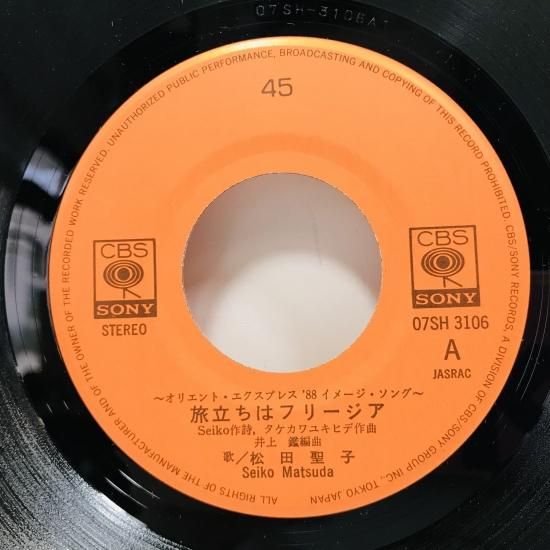 07SH-3106A1
ALL RIGHTS OF THE MANUFACTURER AND OF THE OWNER OF THE RECORDED WORK RESERVED. UNAUTHORIZED PUBLIC PERFORMANCE, BROADCASTING AND COPYING OF THIS RECORD PROHIBITED. CBS/SONY RECORDS, A DIVISION OF CBS/SONY GROUP INC., TOKYO JAPAN
45
CBS
SONY
STEREO
CBS
SONY
07SH 3106
A
JASRAC
〜オリエント・エクスプレス '88 イメージ・ソング〜
旅立ちはフリージア
Seiko作詩, タケカワユキヒデ作曲
井上 鑑編曲
歌/松田聖子
Seiko Matsuda